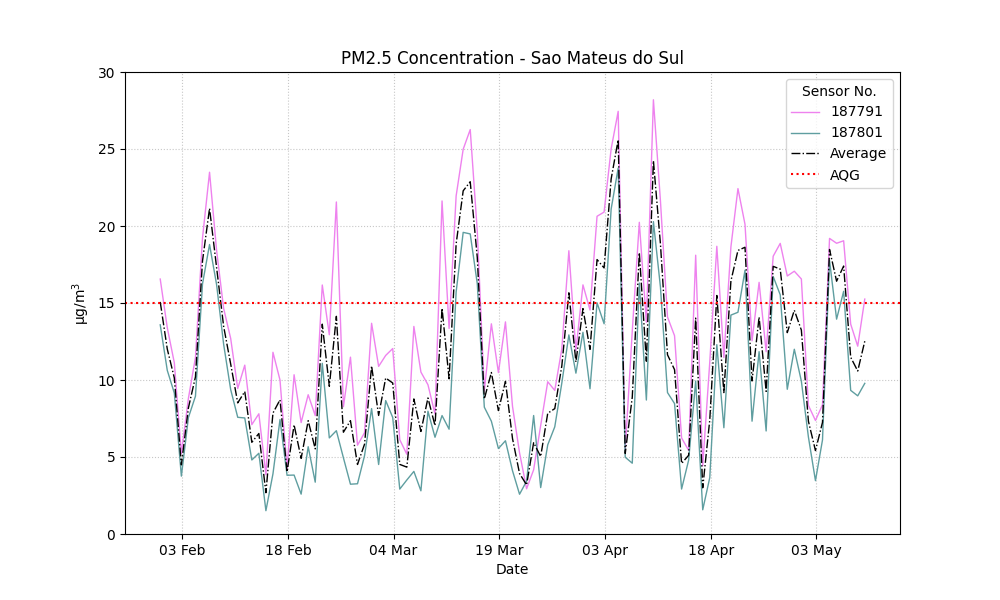 PM2.5 Concentration - Sao Mateus do Sul
Sensor No.
187791
187801
Average
AQG
30
25
20
15
10
5
0
µg/m³
03 Feb
18 Feb
04 Mar
19 Mar
03 Apr
18 Apr
03 May
Date